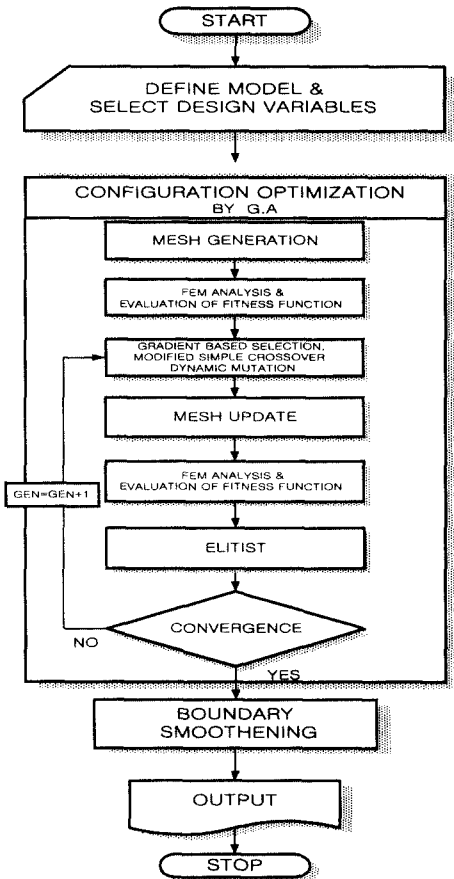 START
DEFINE MODEL &
SELECT DESIGN VARIABLES
CONFIGURATION OPTIMIZATION
BY G.A
MESH GENERATION
FEM ANALYSIS &
EVALUATION OF FITNESS FUNCTION
GRADIENT BASED SELECTION,
MODIFIED SIMPLE CROSSOVER
DYNAMIC MUTATION
MESH UPDATE
FEM ANALYSIS &
EVALUATION OF FITNESS FUNCTION
GEN=GEN+1
ELITIST
CONVERGENCE
NO
YES
BOUNDARY
SMOOTHENING
OUTPUT
STOP